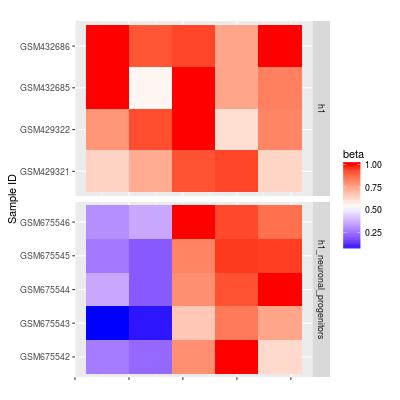 GSM432686
GSM432685
GSM429322
GSM429321
h1
GSM675546
GSM675545
GSM675544
GSM675543
GSM675542
h1_neuronal_progenitors
Sample ID
beta
1.00
0.75
0.50
0.25